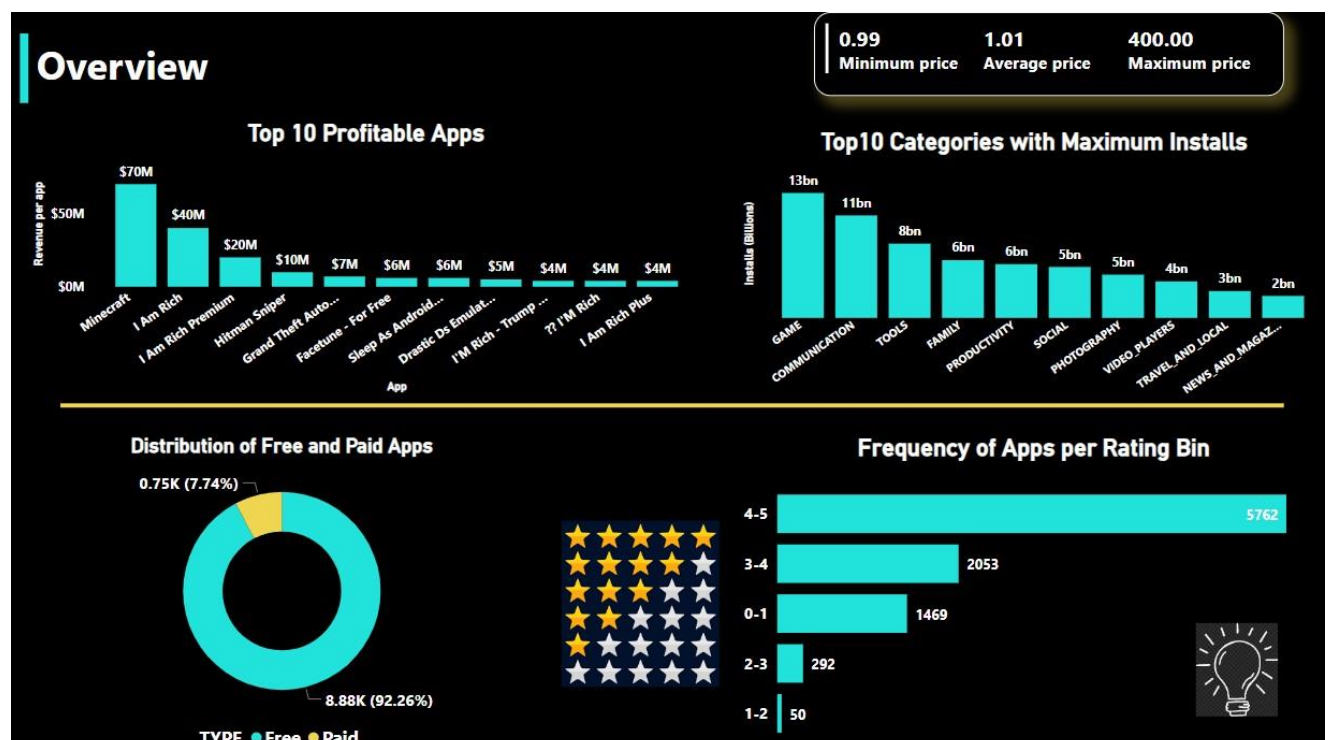 Overview
0.99 1.01 400.00
Minimum price Average price Maximum price
Top 10 Profitable Apps
Revenue per app
$50M
$0M
$70M
$40M
$20M
$10M
$7M
$6M
$6M
$5M
$4M
$4M
$4M
Minecraft
I Am Rich
I Am Rich Premium
Hitman Sniper
Grand Theft Auto...
Facetune - For Free
Sleep As Android...
Drastic Ds Emulat...
I'M Rich - Trump ...
?? I'M Rich
I Am Rich Plus
App
Top10 Categories with Maximum Installs
Installs (Billions)
13bn
11bn
8bn
6bn
6bn
5bn
5bn
4bn
3bn
2bn
GAME
COMMUNICATION
TOOLS
FAMILY
PRODUCTIVITY
SOCIAL
PHOTOGRAPHY
VIDEO_PLAYERS
TRAVEL_AND_LOCAL
NEWS_AND_MAGAZ...
Distribution of Free and Paid Apps
0.75K (7.74%)
8.88K (92.26%)
TYPE Free Paid
Frequency of Apps per Rating Bin
4-5 5762
3-4 2053
0-1 1469
2-3 292
1-2 50